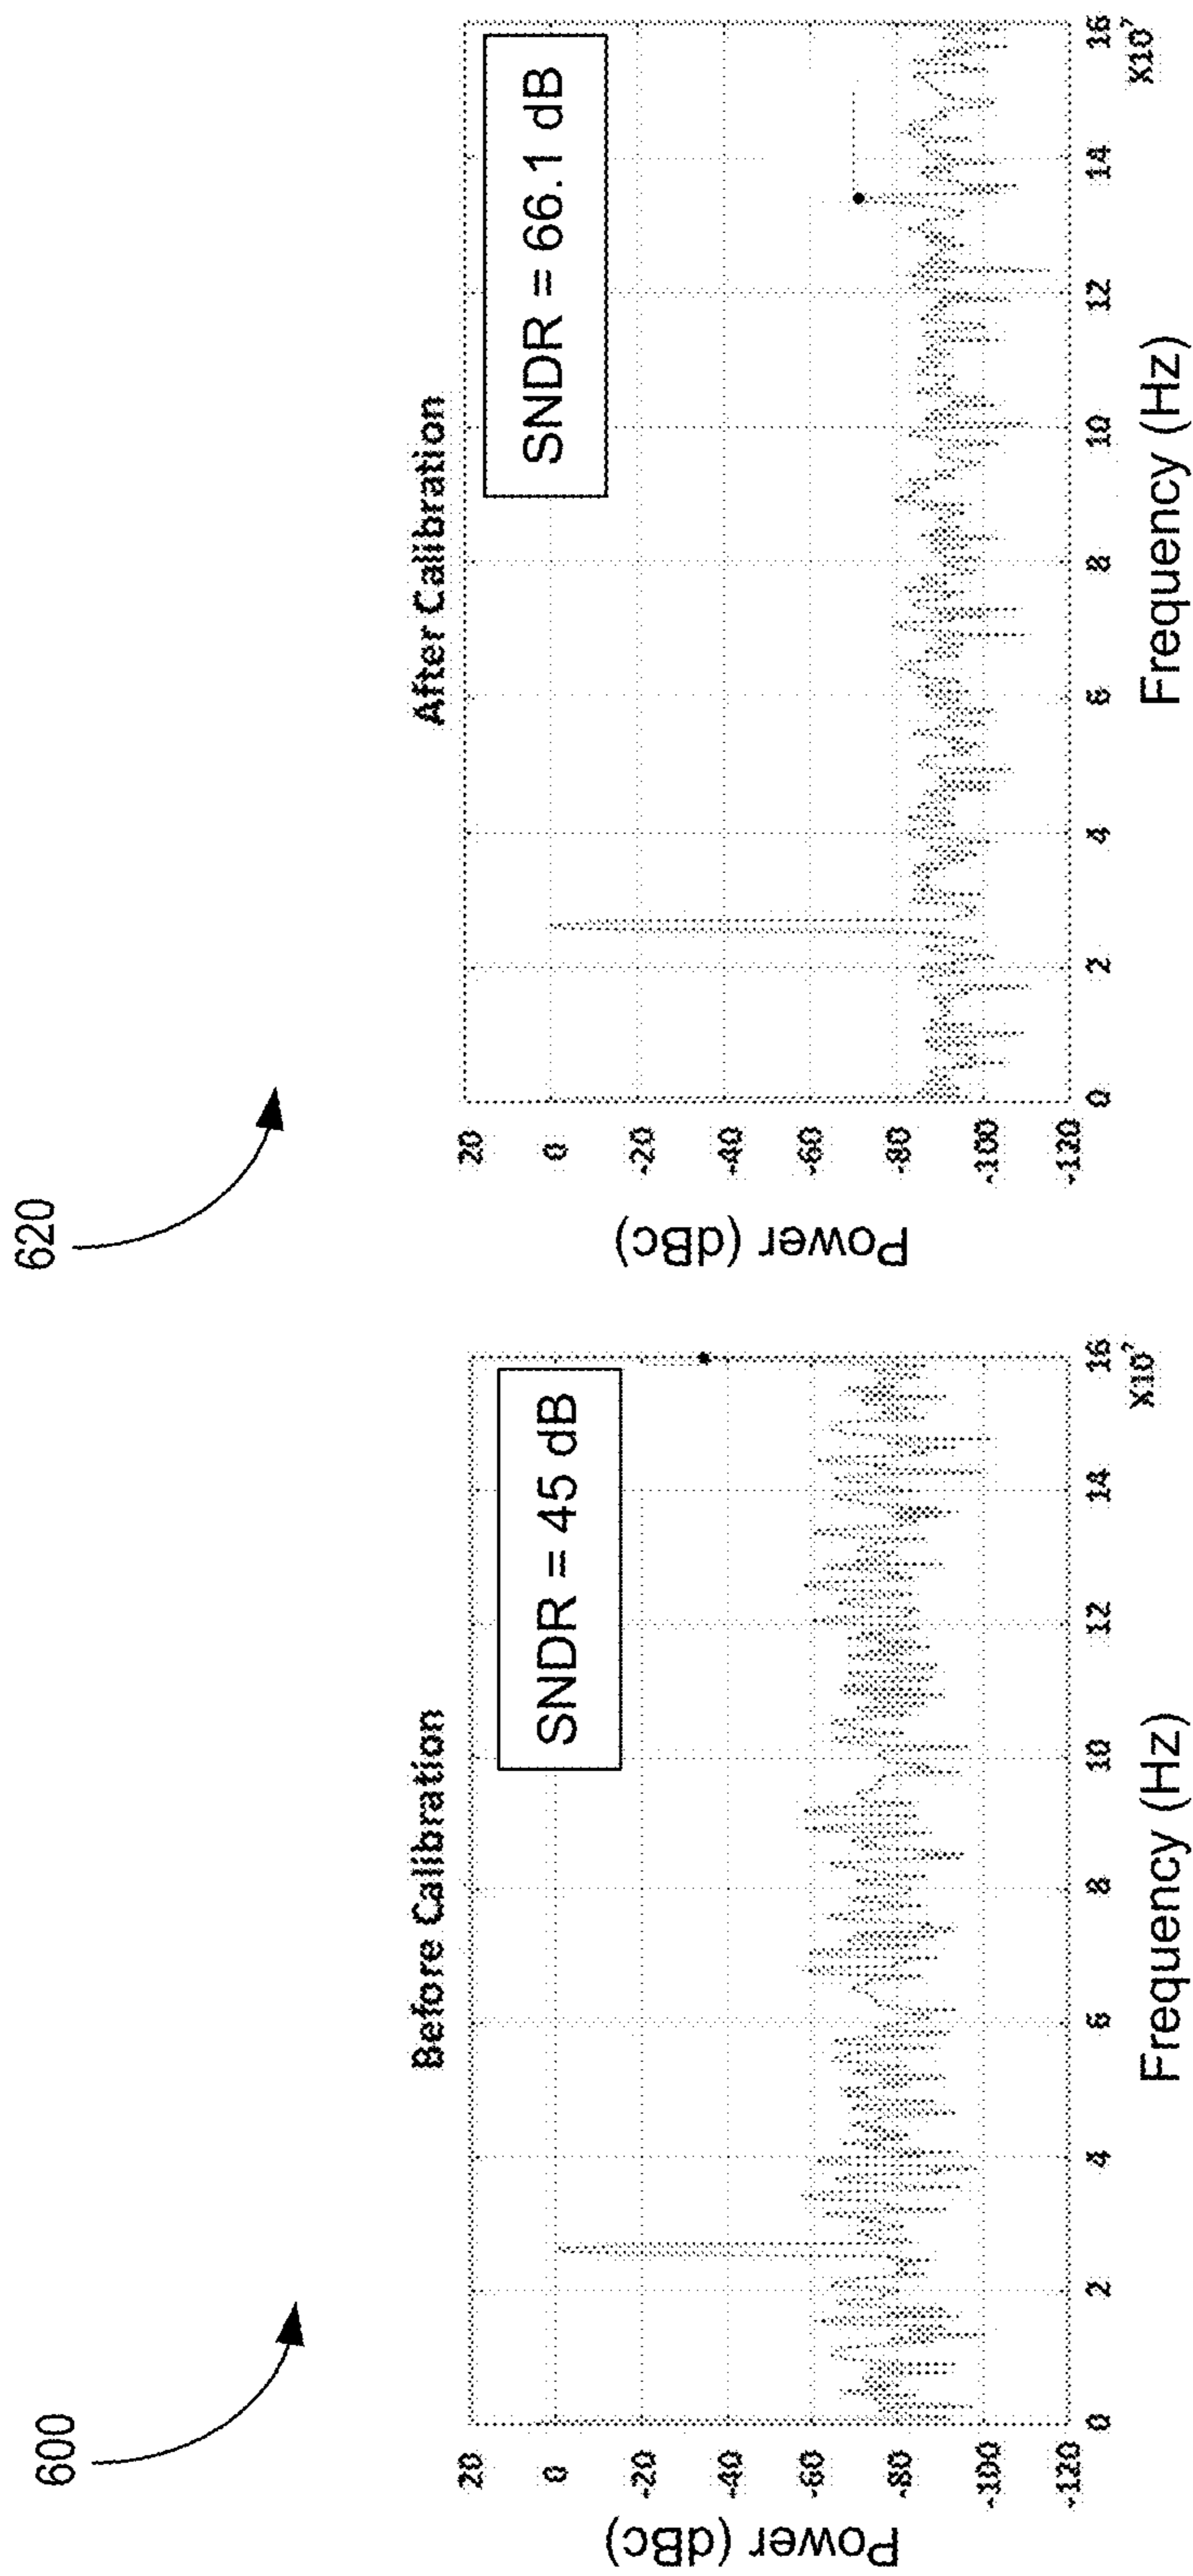 600
Before Calibration
SNDR = 45 dB
20
0
-20
-40
-60
-80
-100
-120
Power (dBc)
0 2 4 6 8 10 12 14 16
X10⁷
Frequency (Hz)
620
After Calibration
SNDR = 66.1 dB
20
0
-20
-40
-60
-80
-100
-120
Power (dBc)
0 2 4 6 8 10 12 14 16
X10⁷
Frequency (Hz)